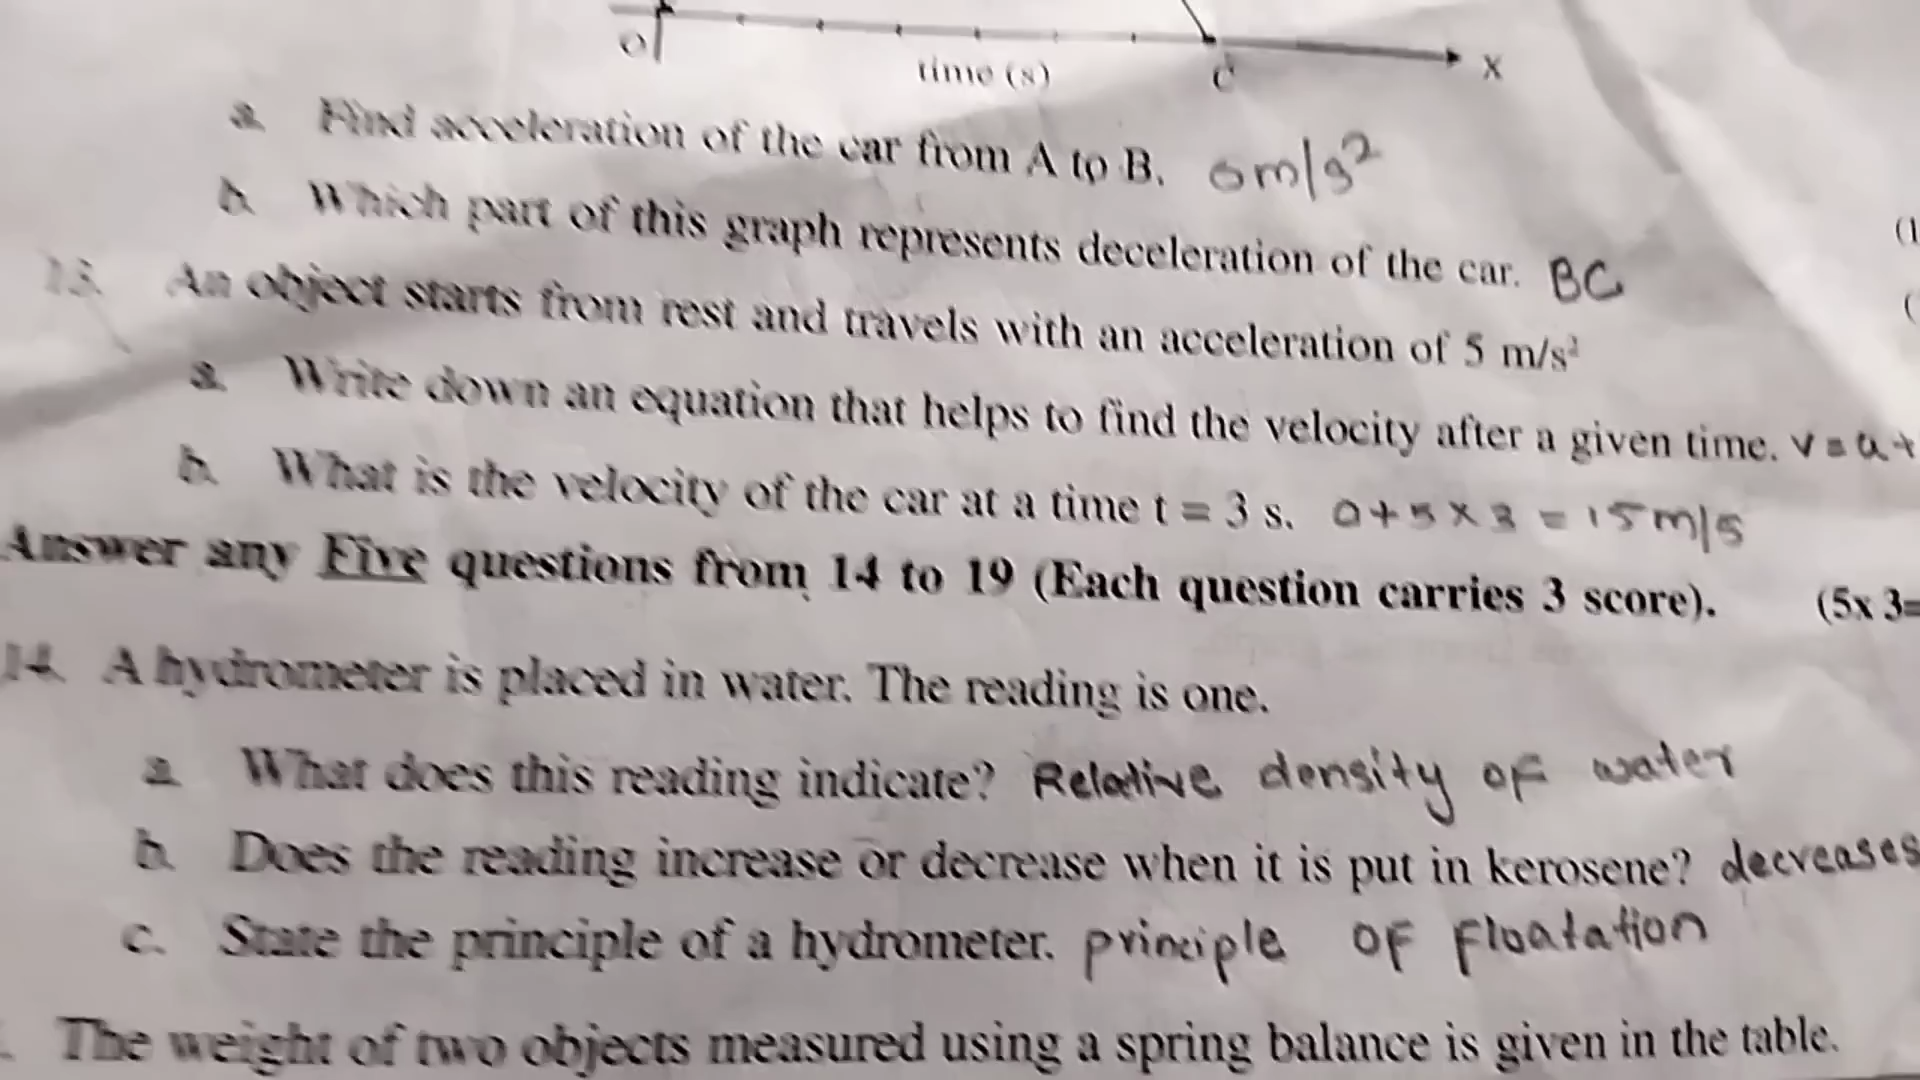 O
time (s)
C
X
a. Find acceleration of the car from A to B. 0m/s²
b. Which part of this graph represents deceleration of the car. BC
(1
(
13. An object starts from rest and travels with an acceleration of 5 m/s²
a. Write down an equation that helps to find the velocity after a given time. v = u +
b. What is the velocity of the car at a time t = 3 s. 0+5×3 = 15m/s
Answer any Five questions from 14 to 19 (Each question carries 3 score). (5x 3=
14. A hydrometer is placed in water. The reading is one.
a. What does this reading indicate? Relative density of water
b. Does the reading increase or decrease when it is put in kerosene? decreases
c. State the principle of a hydrometer. principle of floatation
. The weight of two objects measured using a spring balance is given in the table.